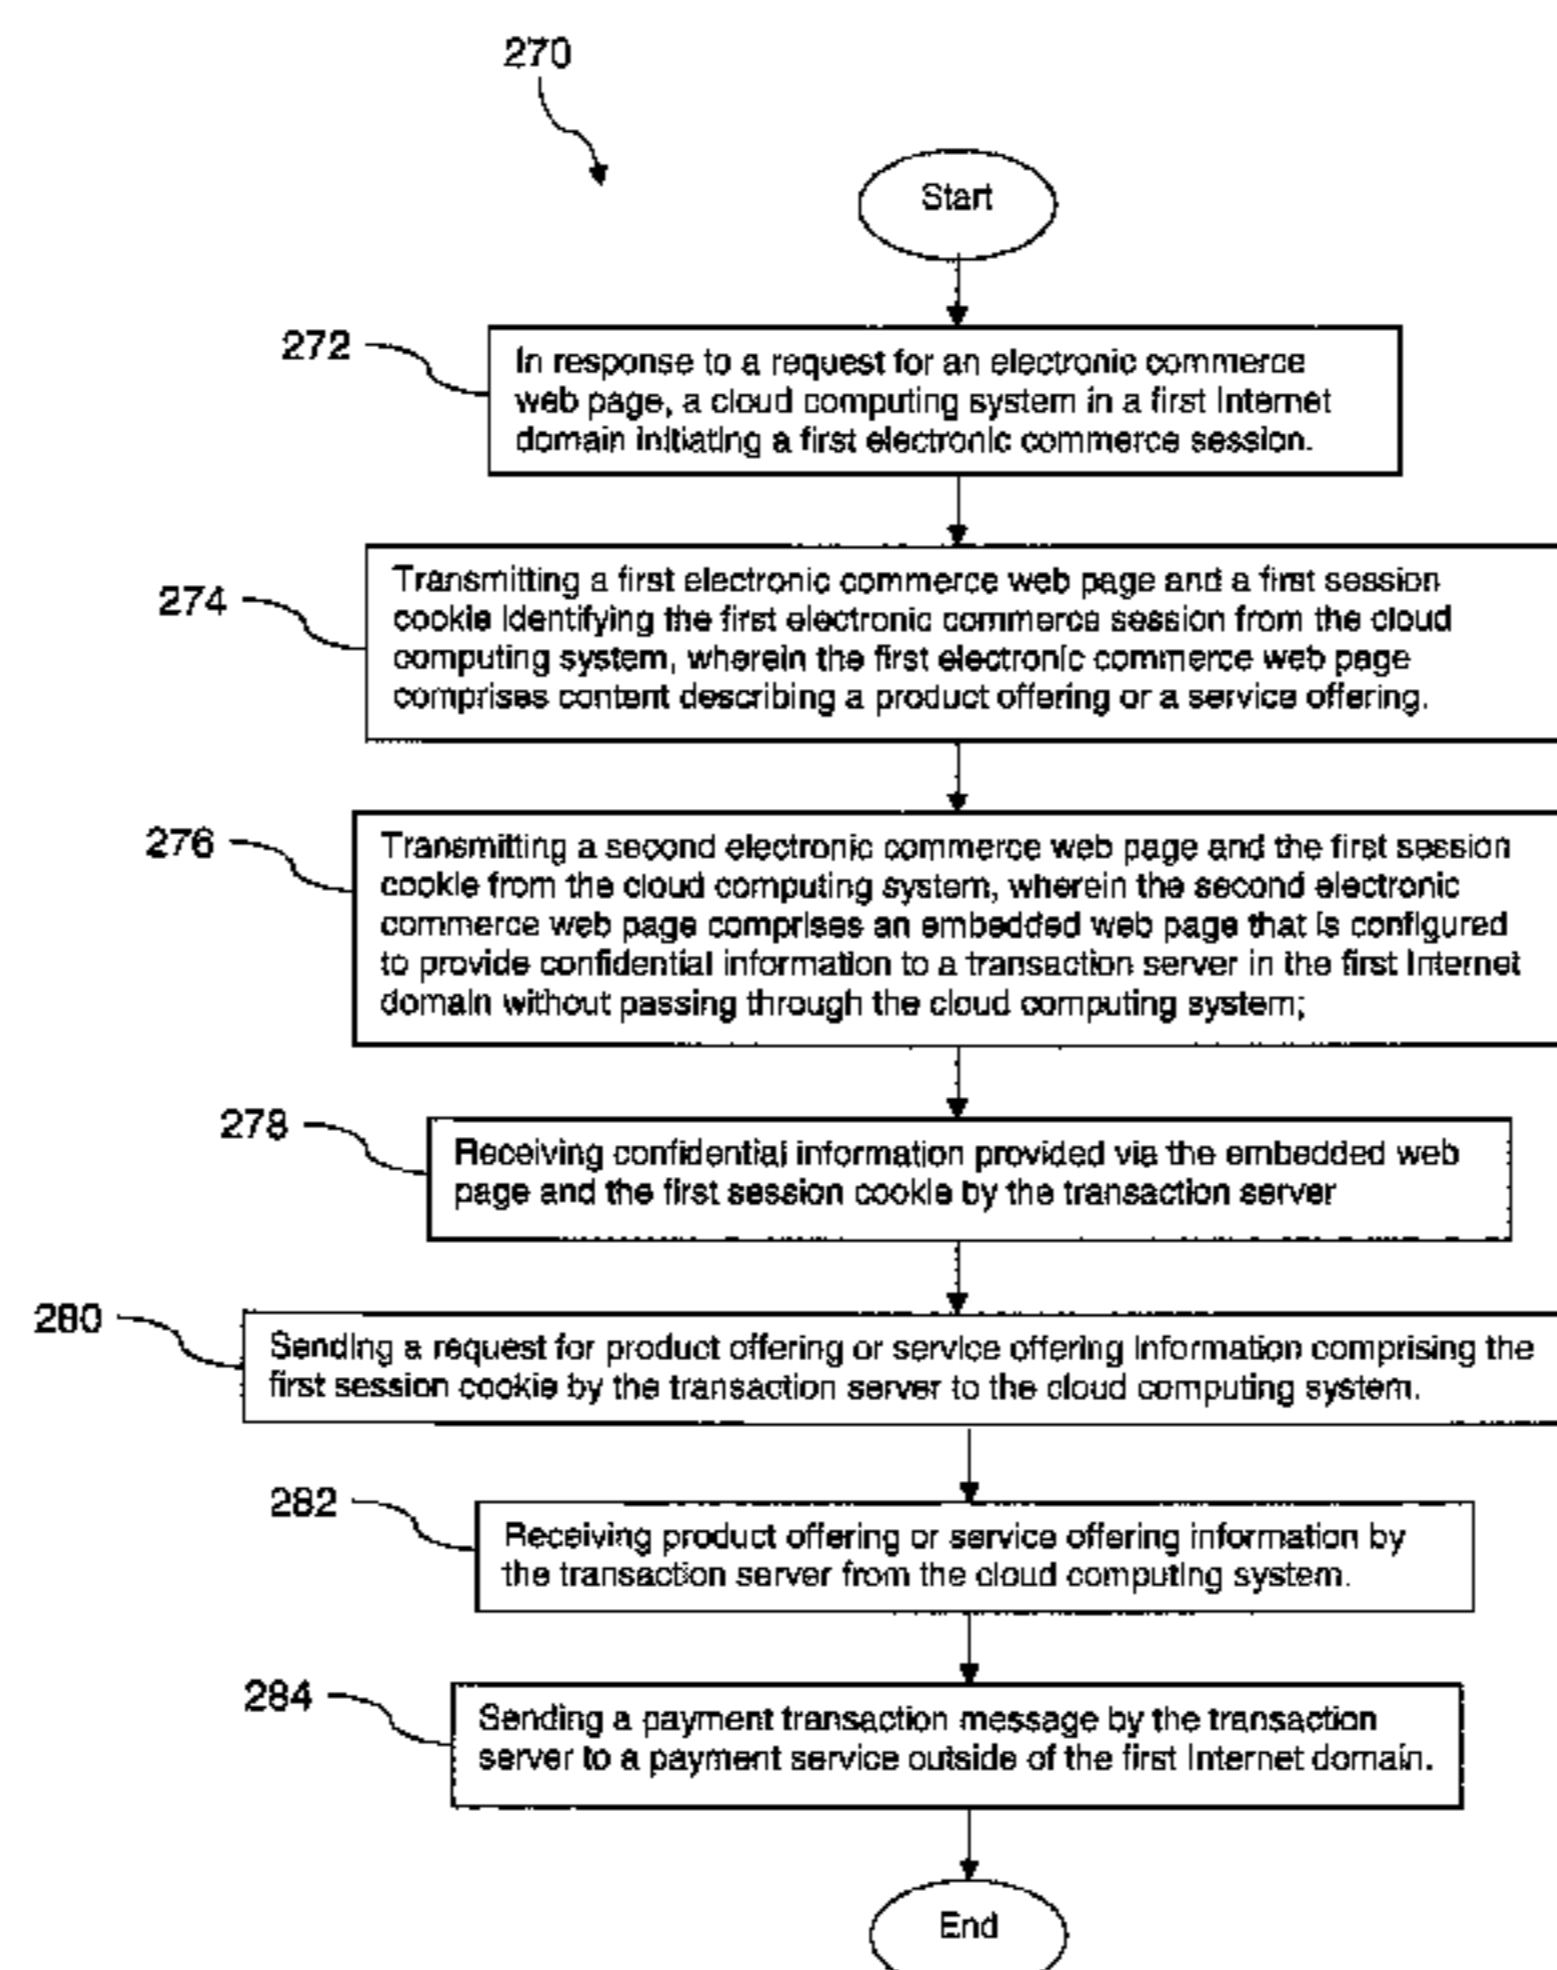 270
Start
272
In response to a request for an electronic commerce
web page, a cloud computing system in a first Internet
domain initiating a first electronic commerce session.
274
Transmitting a first electronic commerce web page and a first session
cookie identifying the first electronic commerce session from the cloud
computing system, wherein the first electronic commerce web page
comprises content describing a product offering or a service offering.
276
Transmitting a second electronic commerce web page and the first session
cookie from the cloud computing system, wherein the second electronic
commerce web page comprises an embedded web page that is configured
to provide confidential information to a transaction server in the first Internet
domain without passing through the cloud computing system;
278
Receiving confidential information provided via the embedded web
page and the first session cookie by the transaction server
280
Sending a request for product offering or service offering information comprising the
first session cookie by the transaction server to the cloud computing system.
282
Receiving product offering or service offering information by
the transaction server from the cloud computing system.
284
Sending a payment transaction message by the transaction
server to a payment service outside of the first Internet domain.
End